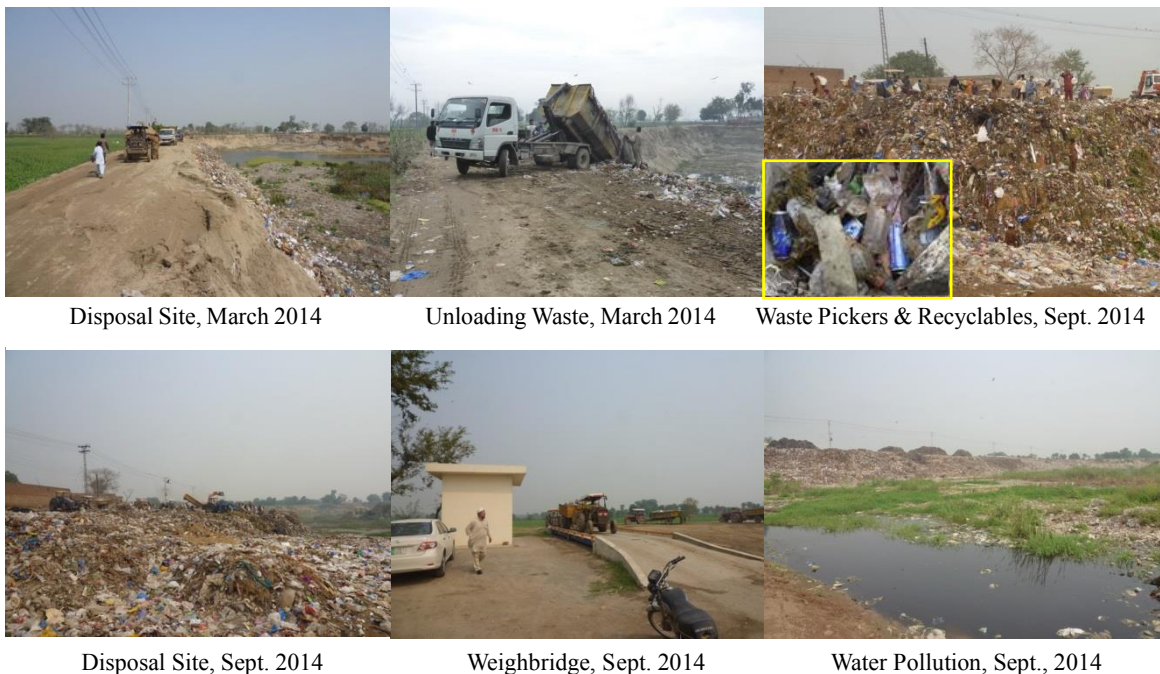 Disposal Site, March 2014
Unloading Waste, March 2014
Waste Pickers & Recyclables, Sept. 2014
Disposal Site, Sept. 2014
Weighbridge, Sept. 2014
Water Pollution, Sept., 2014